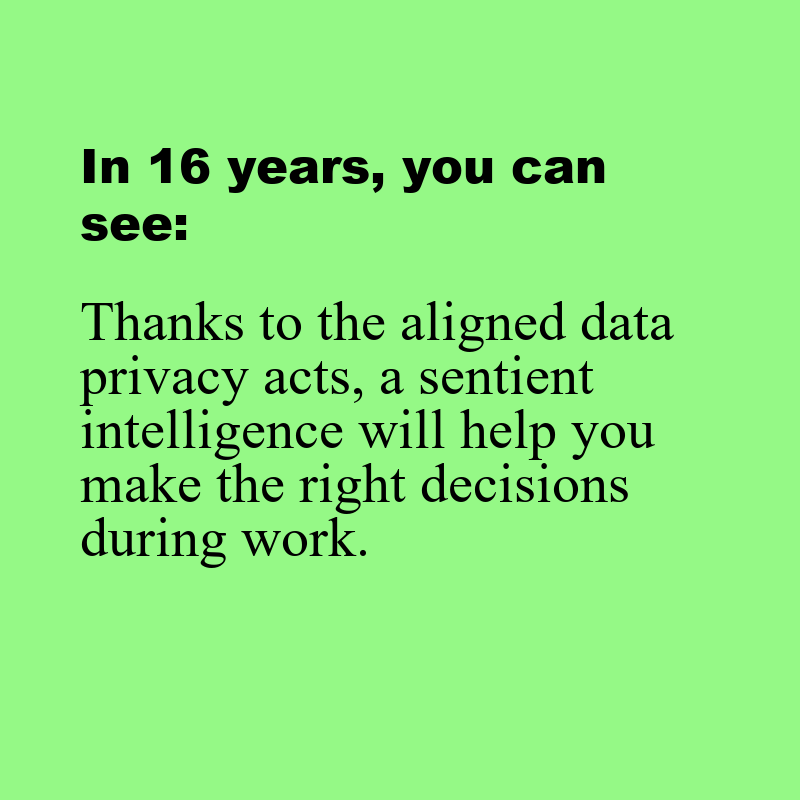 In 16 years, you can
see:
Thanks to the aligned data
privacy acts, a sentient
intelligence will help you
make the right decisions
during work.